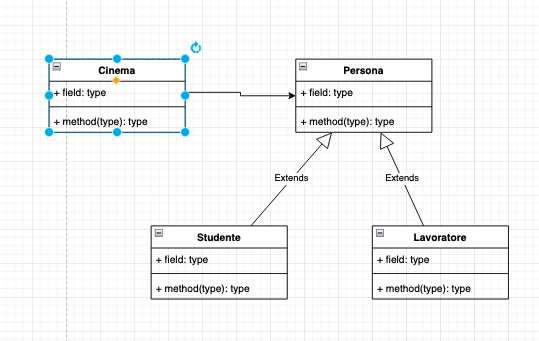 Cinema
+ field: type
+ method(type): type
Persona
+ field: type
+ method(type): type
Extends
Extends
Studente
+ field: type
+ method(type): type
Lavoratore
+ field: type
+ method(type): type